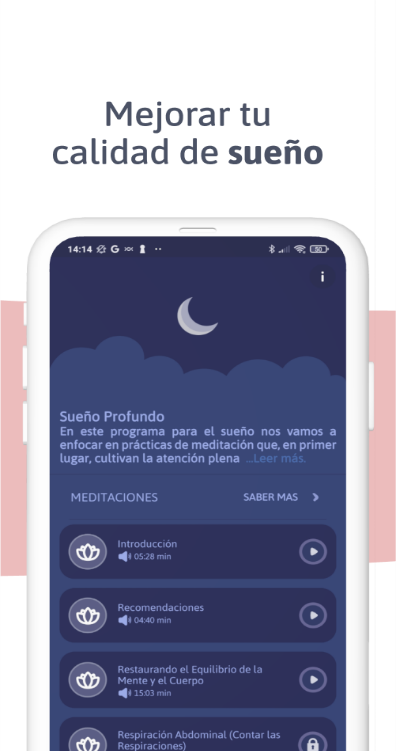 Mejorar tu
calidad de sueño
14:14
G
50
i
Sueño Profundo
En este programa para el sueño nos vamos a
enfocar en prácticas de meditación que, en primer
lugar, cultivan la atención plena ...Leer más.
MEDITACIONES
SABER MAS
Introducción
05:28 min
Recomendaciones
04:40 min
Restaurando el Equilibrio de la
Mente y el Cuerpo
15:03 min
Respiración Abdominal (Contar las
Respiraciones)